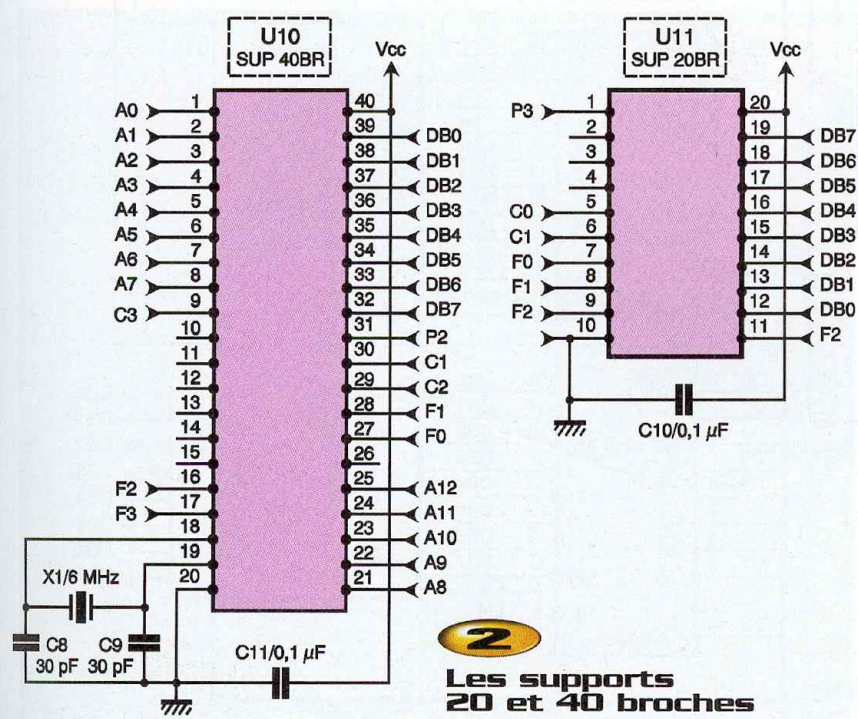 U10
SUP 40BR
Vcc
A0 1 40
A1 2 39 DB0
A2 3 38 DB1
A3 4 37 DB2
A4 5 36 DB3
A5 6 35 DB4
A6 7 34 DB5
A7 8 33 DB6
C3 9 32 DB7
10 31 P2
11 30 C1
12 29 C2
13 28 F1
14 27 F0
15 26
F2 16 25 A12
F3 17 24 A11
18 23 A10
19 22 A9
20 21 A8
X1/6 MHz
C8
30 pF
C9
30 pF
C11/0,1 µF
U11
SUP 20BR
Vcc
P3 1 20
2 19 DB7
3 18 DB6
4 17 DB5
C0 5 16 DB4
C1 6 15 DB3
F0 7 14 DB2
F1 8 13 DB1
F2 9 12 DB0
10 11 F2
C10/0,1 µF
2
Les supports
20 et 40 broches